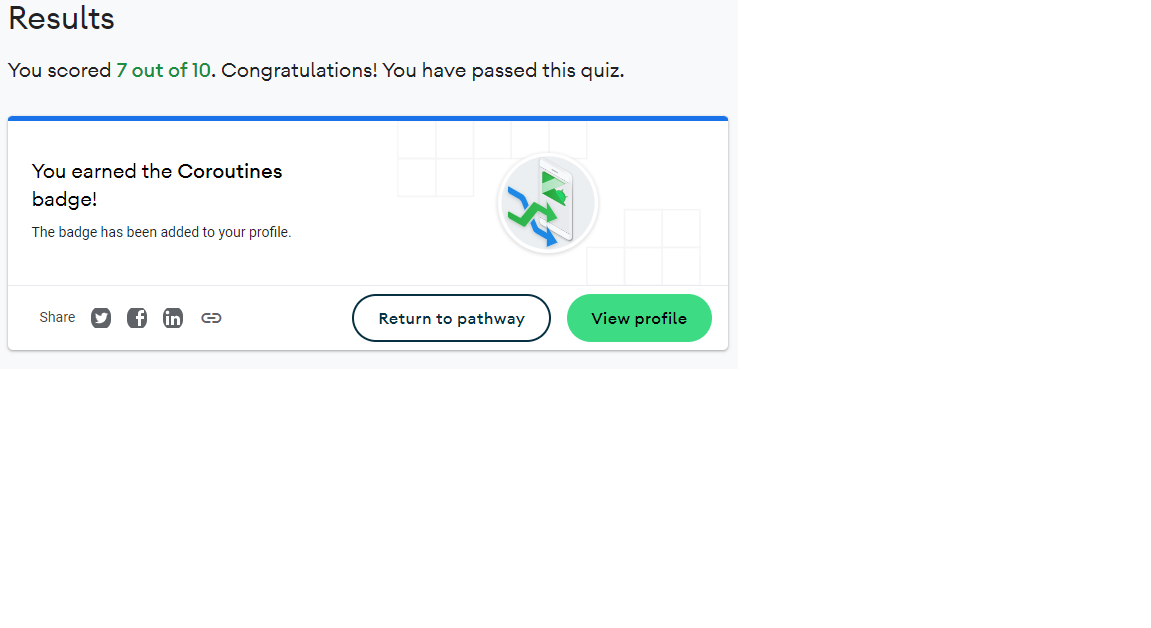 Results
You scored 7 out of 10. Congratulations! You have passed this quiz.
You earned the Coroutines
badge!
The badge has been added to your profile.
Share
Return to pathway
View profile